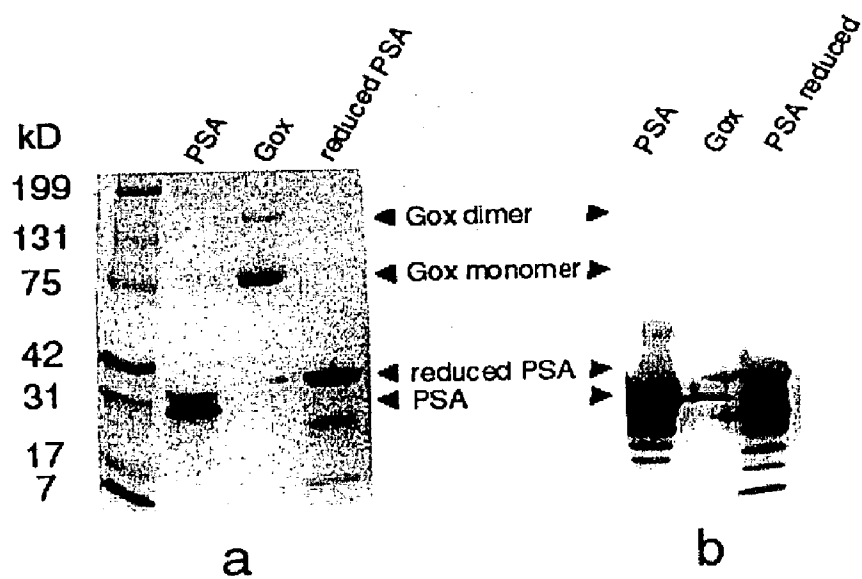 kD
PSA
Gox
reduced PSA
199
131
75
42
31
17
7
Gox dimer
Gox monomer
reduced PSA
PSA
PSA
Gox
PSA reduced
a
b